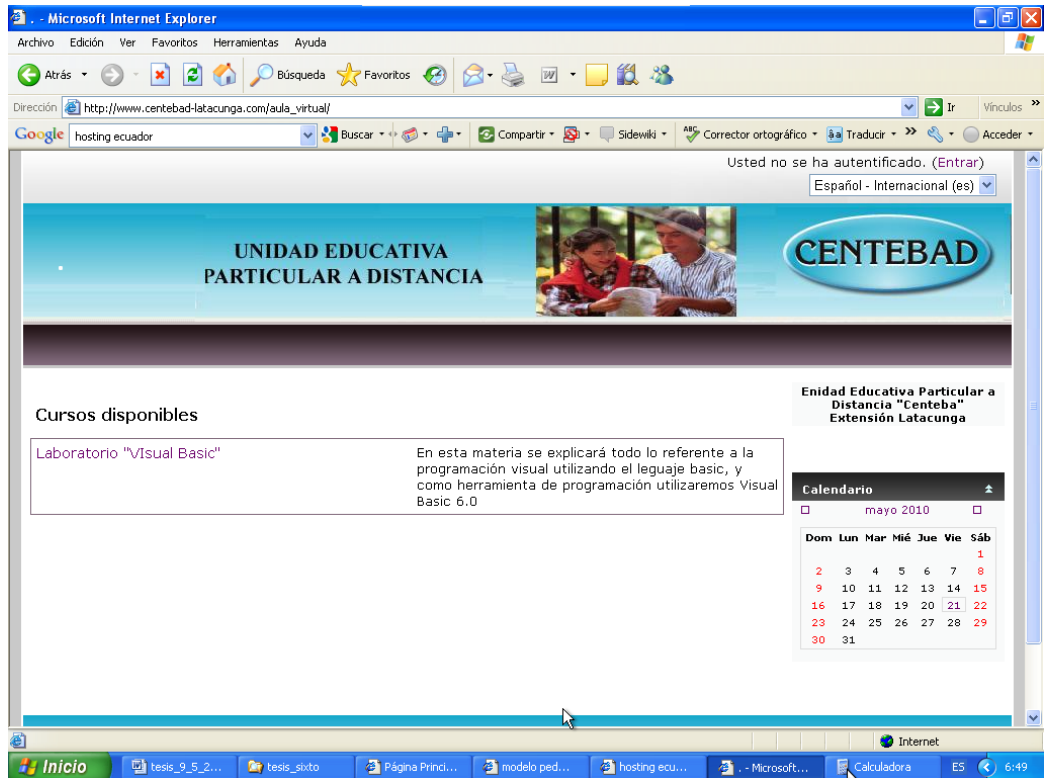 . - Microsoft Internet Explorer
Archivo Edición Ver Favoritos Herramientas Ayuda
Atrás Búsqueda Favoritos
Dirección http://www.centebad-latacunga.com/aula_virtual/ Ir Vínculos »
Google hosting ecuador Buscar Compartir Sidewiki ABC Corrector ortográfico Traducir » Acceder
Usted no se ha autentificado. (Entrar)
Español - Internacional (es)
UNIDAD EDUCATIVA
PARTICULAR A DISTANCIA
CENTEBAD
Enidad Educativa Particular a
Distancia "Centeba"
Extensión Latacunga
Cursos disponibles
Laboratorio "VIsual Basic"
En esta materia se explicará todo lo referente a la
programación visual utilizando el leguaje basic, y
como herramienta de programación utilizaremos Visual
Basic 6.0
Calendario
mayo 2010
Dom Lun Mar Mié Jue Vie Sáb
1
2 3 4 5 6 7 8
9 10 11 12 13 14 15
16 17 18 19 20 21 22
23 24 25 26 27 28 29
30 31
Internet
Inicio tesis_9_5_2... tesis_sixto Página Princi... modelo ped... hosting ecu... . - Microsoft... Calculadora ES 6:49